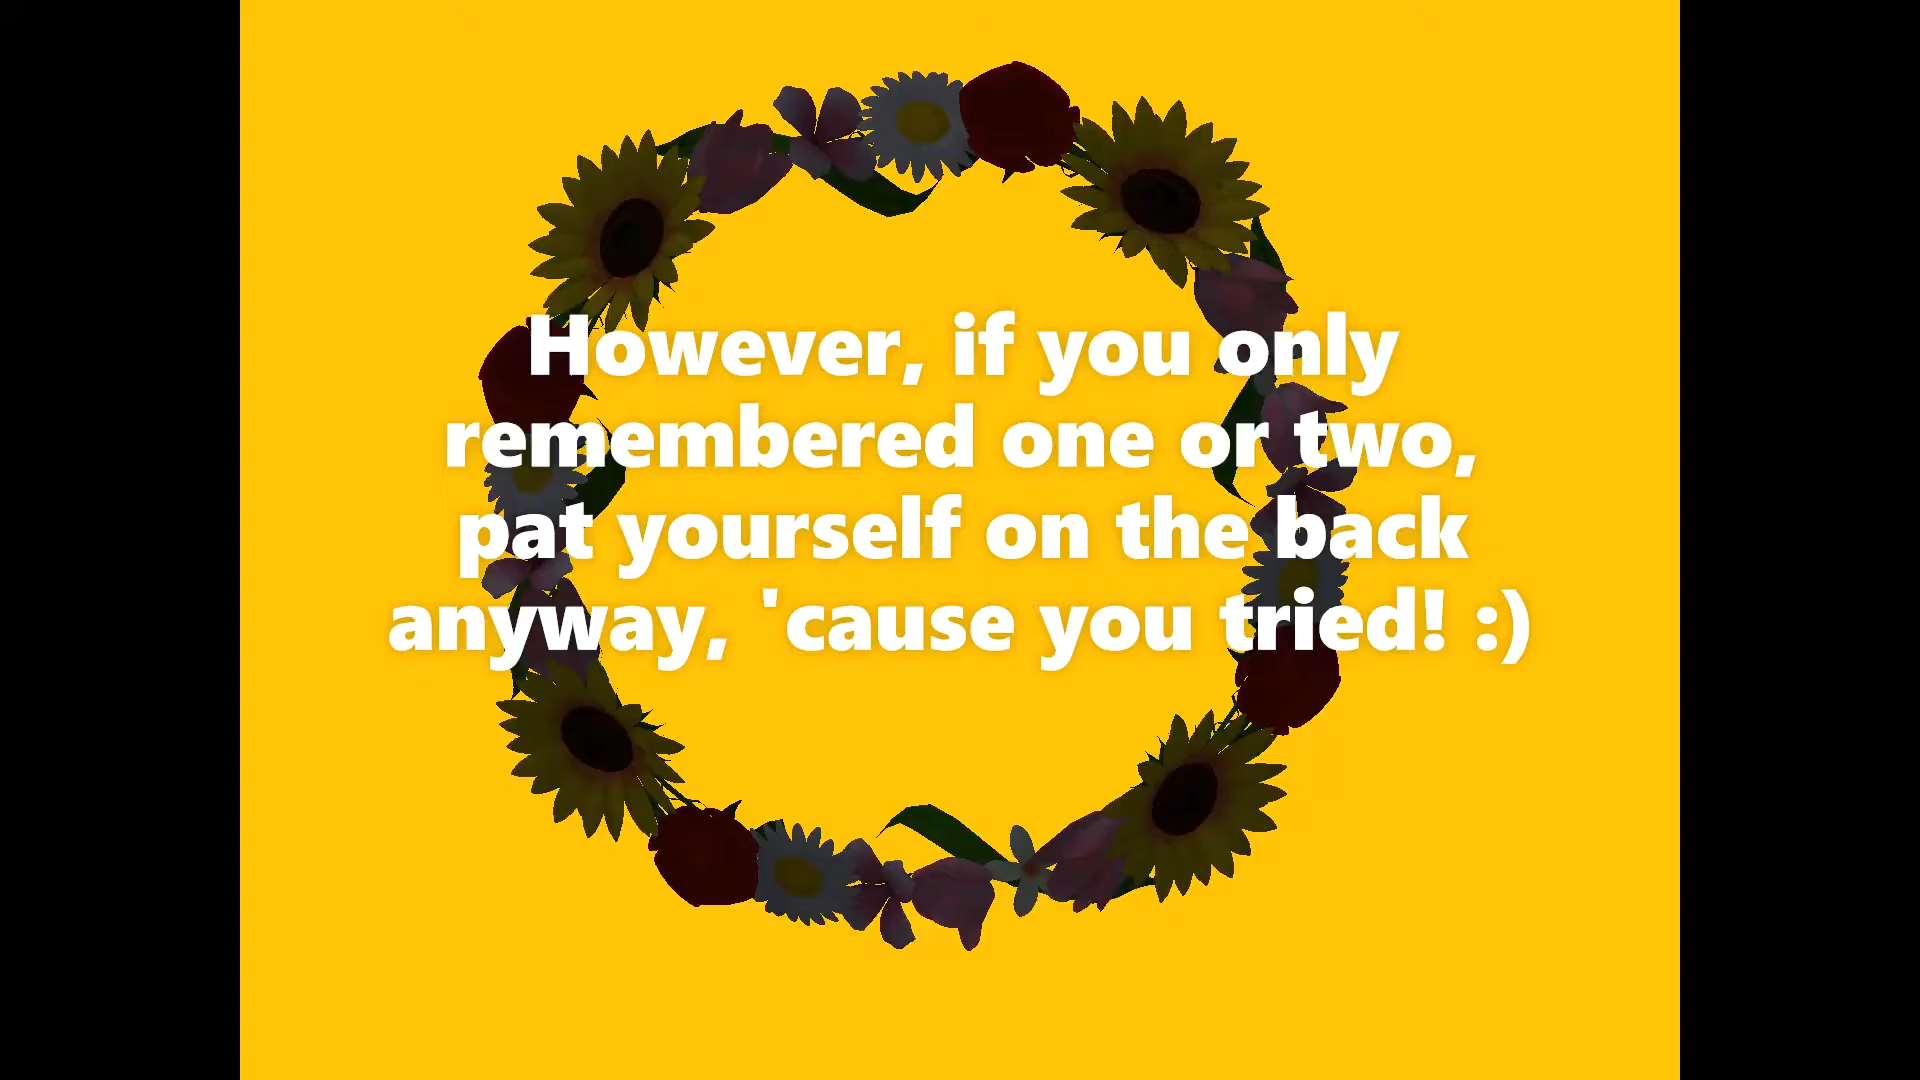 However, if you only
remembered one or two,
pat yourself on the back
anyway, 'cause you tried! :)